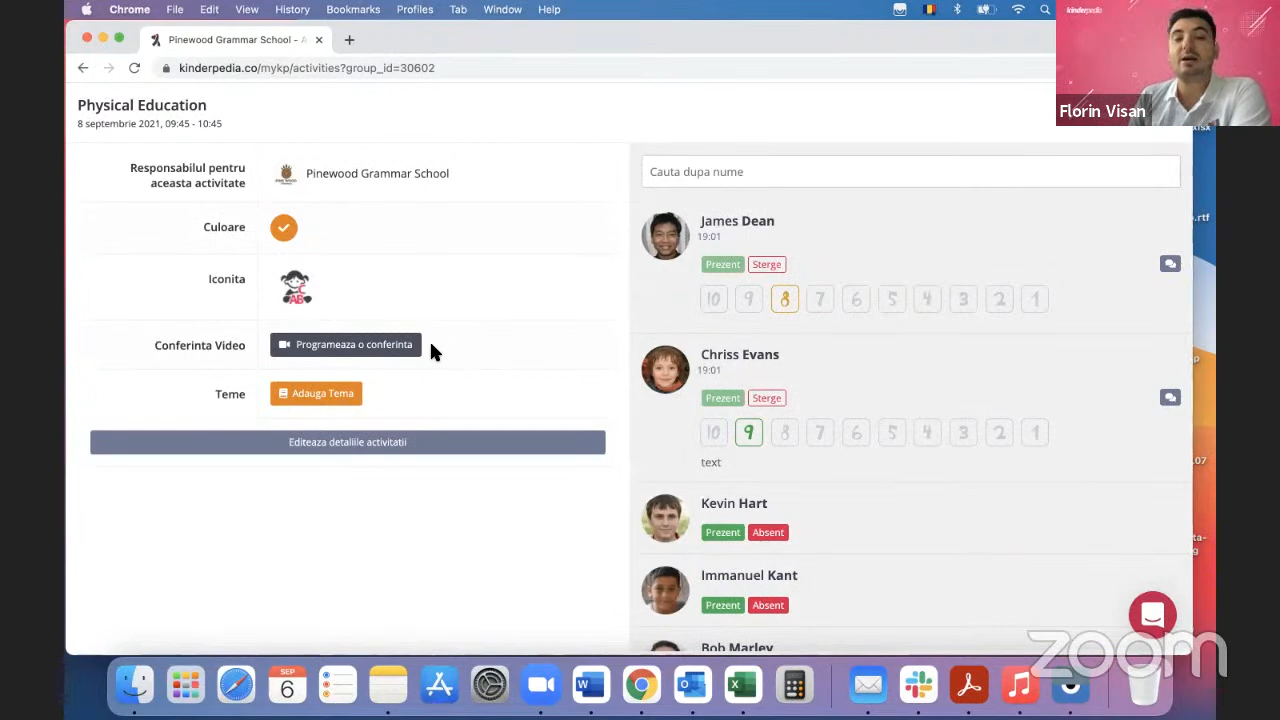 Chrome File Edit View History Bookmarks Profiles Tab Window Help
kinderpedia
Pinewood Grammar School – A
kinderpedia.co/mykp/activities?group_id=30602
Florin Visan
Physical Education
8 septembrie 2021, 09:45 - 10:45
Responsabilul pentru
aceasta activitate
Pinewood Grammar School
Culoare
Iconita
Conferinta Video
Programeaza o conferinta
Teme
Adauga Tema
Editeaza detaliile activitatii
Cauta dupa nume
James Dean
19:01
Prezent Sterge
10 9 8 7 6 5 4 3 2 1
Chriss Evans
19:01
Prezent Sterge
10 9 8 7 6 5 4 3 2 1
text
Kevin Hart
Prezent Absent
Immanuel Kant
Prezent Absent
Bob Marley
xlsx
.rtf
.07
zoom
SEP
6